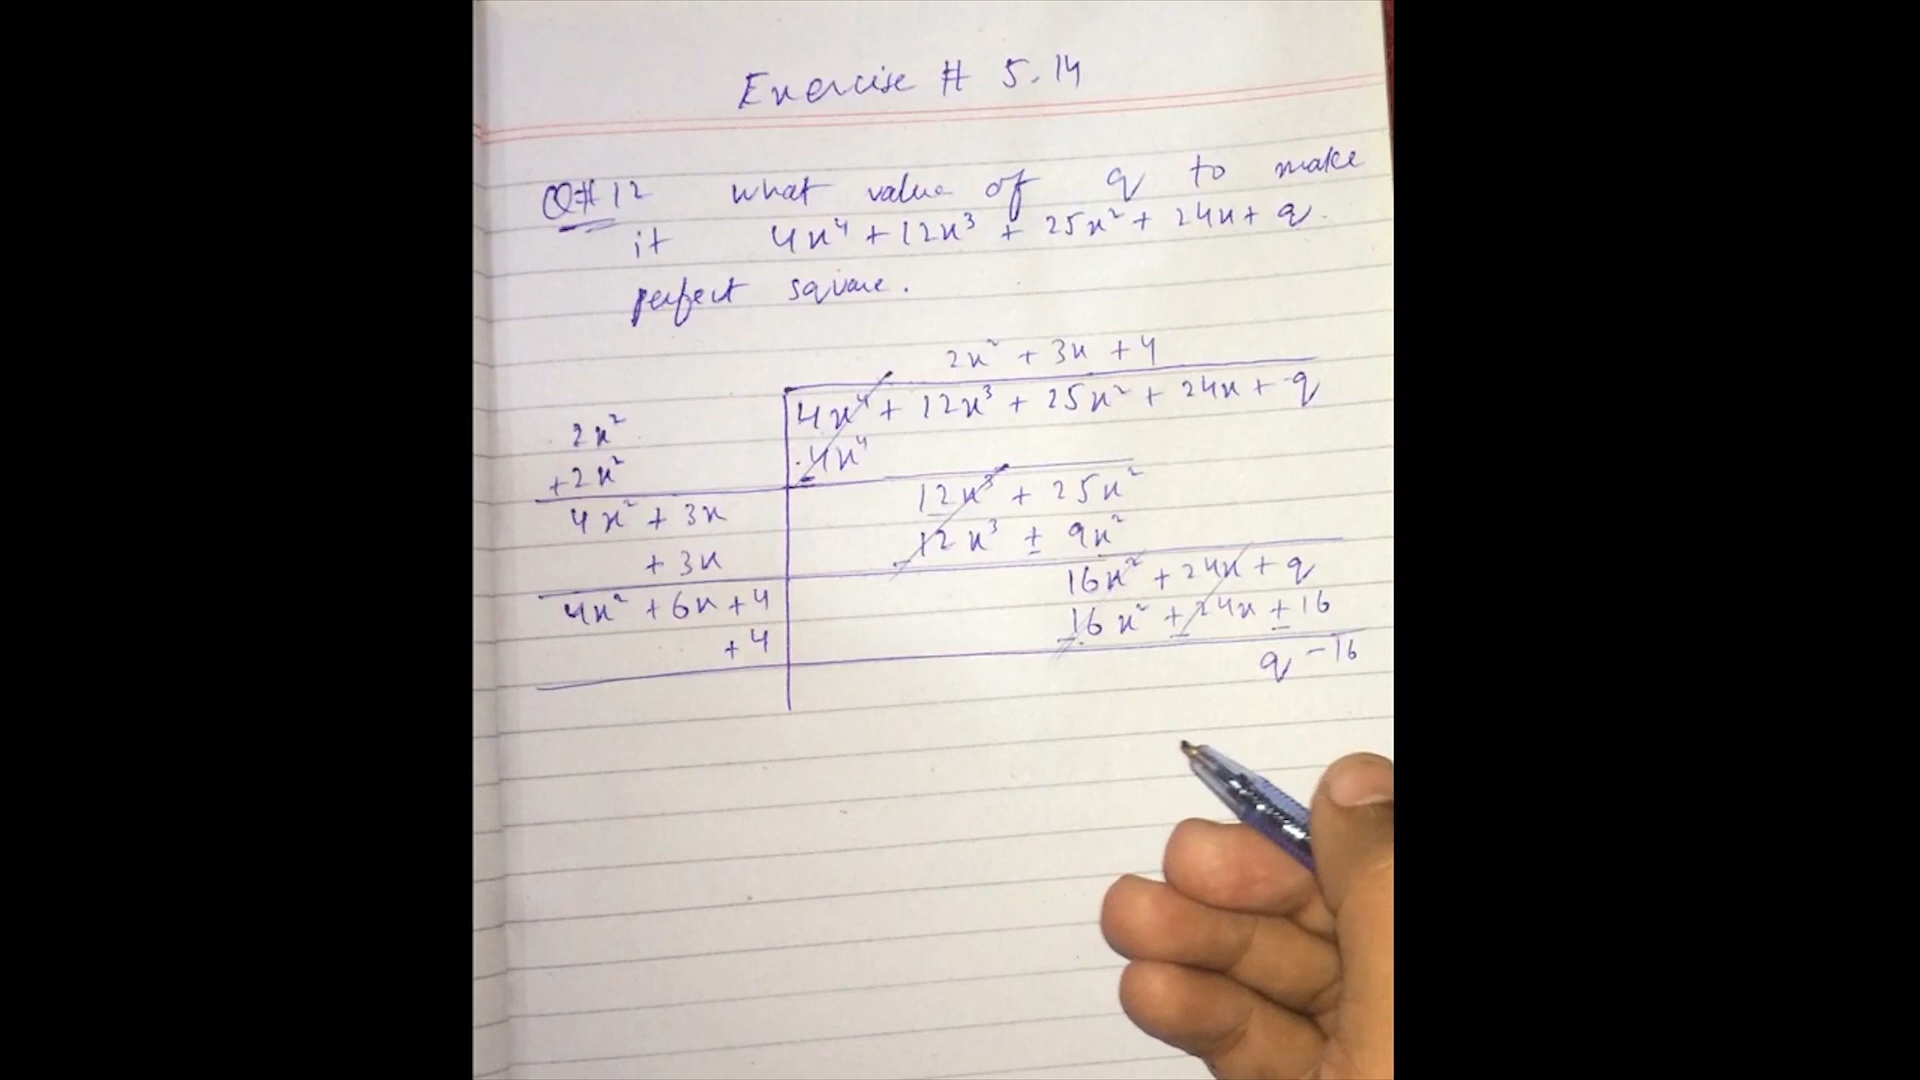 Exercise # 5.14
Q#12 what value of q to make
it 4x⁴ + 12x³ + 25x² + 24x + q
perfect square.
2x² + 3x + 4
4x⁴ + 12x³ + 25x² + 24x + q
2x²
-4x⁴
+2x²
12x³ + 25x²
4x² + 3x
-12x³ ± 9x²
+ 3x
16x² + 24x + q
4x² + 6x + 4
-16x² ± 24x ± 16
+ 4
q - 16